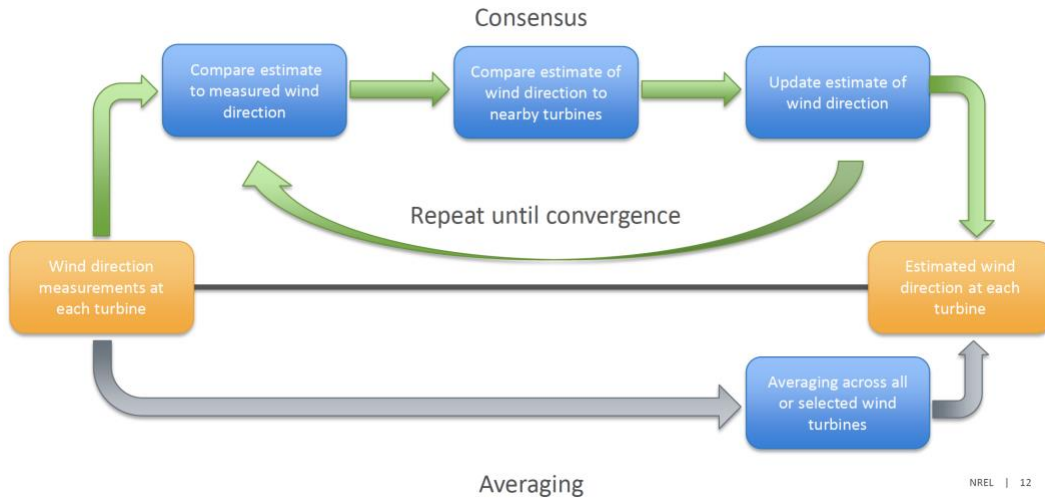 Consensus
Compare estimate
to measured wind
direction
Compare estimate of
wind direction to
nearby turbines
Update estimate of
wind direction
Repeat until convergence
Wind direction
measurements at
each turbine
Estimated wind
direction at each
turbine
Averaging across all
or selected wind
turbines
Averaging
NREL | 12